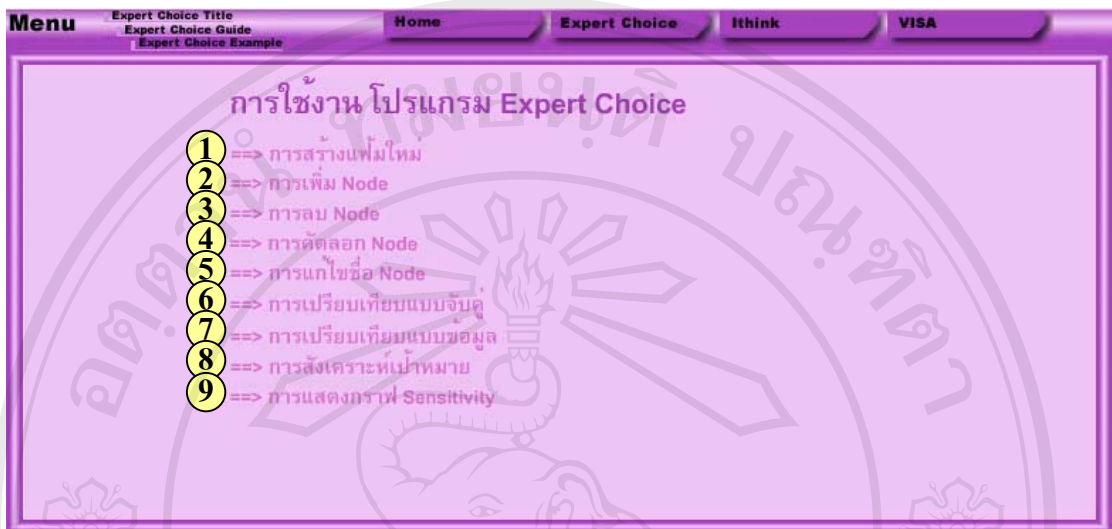 Menu
Expert Choice Title
Expert Choice Guide
Expert Choice Example
Home
Expert Choice
Ithink
VISA
การใช้งาน โปรแกรม Expert Choice
1 ==> การสร้างแฟ้มใหม่
2 ==> การเพิ่ม Node
3 ==> การลบ Node
4 ==> การคัดลอก Node
5 ==> การแก้ไขชื่อ Node
6 ==> การเปรียบเทียบแบบจับคู่
7 ==> การเปรียบเทียบแบบข้อมูล
8 ==> การสังเคราะห์เป้าหมาย
9 ==> การแสดงกราฟ Sensitivity